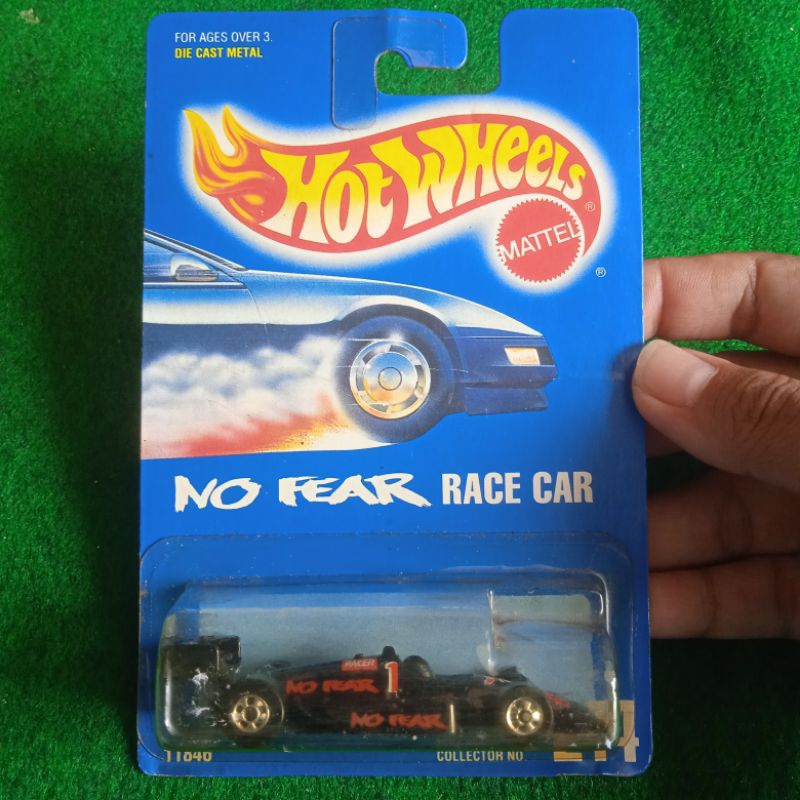 FOR AGES OVER 3.
DIE CAST METAL
HOT WHEELS ®
MATTEL
®
NO FEAR RACE CAR
RACER
1
NO FEAR
NO FEAR
11846
COLLECTOR NO.